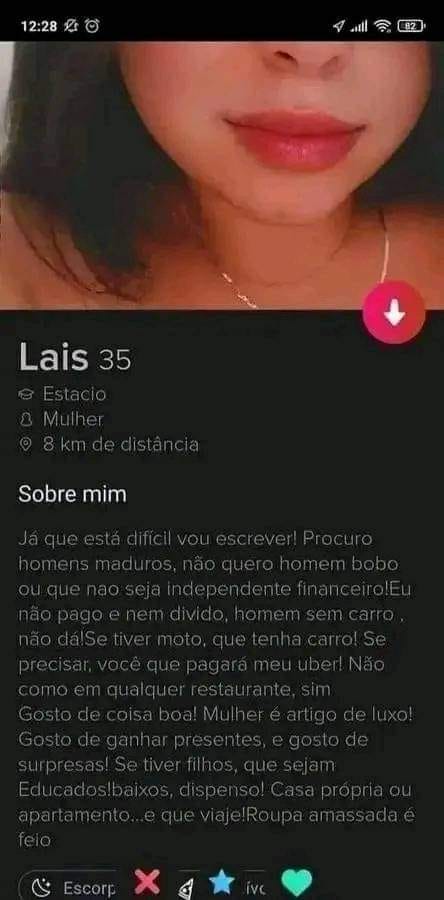 12:28
82
Lais 35
Estacio
Mulher
8 km de distância
Sobre mim
Já que está difícil vou escrever! Procuro
homens maduros, não quero homem bobo
ou que nao seja independente financeiro!Eu
não pago e nem divido, homem sem carro ,
não dá!Se tiver moto, que tenha carro! Se
precisar, você que pagará meu uber! Não
como em qualquer restaurante, sim
Gosto de coisa boa! Mulher é artigo de luxo!
Gosto de ganhar presentes, e gosto de
surpresas! Se tiver filhos, que sejam
Educados!baixos, dispenso! Casa própria ou
apartamento...e que viaje!Roupa amassada é
feio
Escorp